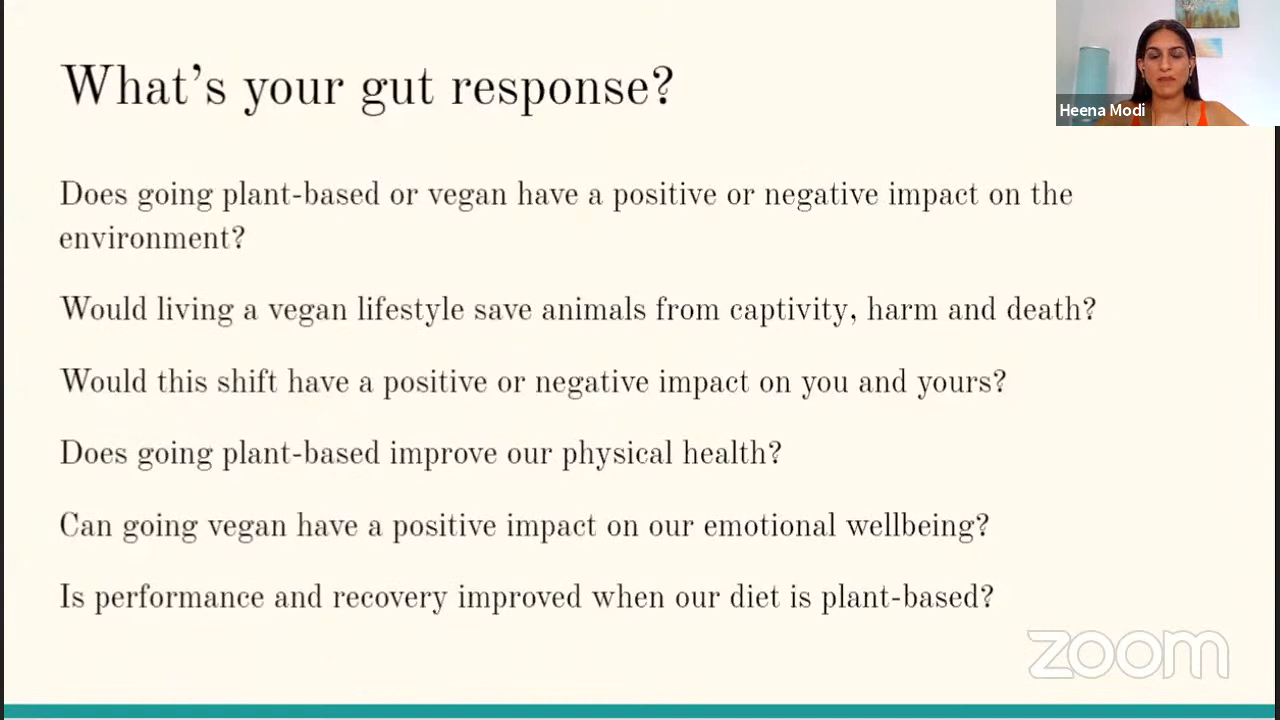 What’s your gut response?
Heena Modi
Does going plant-based or vegan have a positive or negative impact on the
environment?
Would living a vegan lifestyle save animals from captivity, harm and death?
Would this shift have a positive or negative impact on you and yours?
Does going plant-based improve our physical health?
Can going vegan have a positive impact on our emotional wellbeing?
Is performance and recovery improved when our diet is plant-based?
zoom